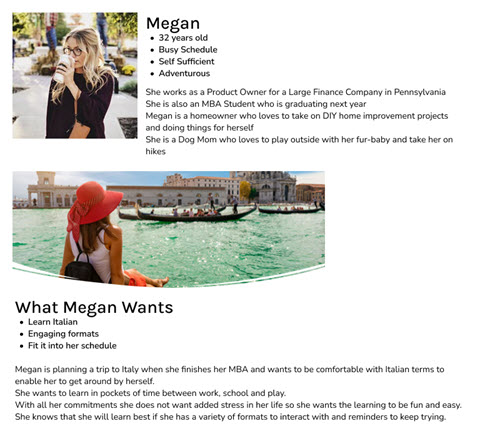 Megan
• 32 years old
• Busy Schedule
• Self Sufficient
• Adventurous
She works as a Product Owner for a Large Finance Company in Pennsylvania
She is also an MBA Student who is graduating next year
Megan is a homeowner who loves to take on DIY home improvement projects
and doing things for herself
She is a Dog Mom who loves to play outside with her fur-baby and take her on
hikes
What Megan Wants
• Learn Italian
• Engaging formats
• Fit it into her schedule
Megan is planning a trip to Italy when she finishes her MBA and wants to be comfortable with Italian terms to
enable her to get around by herself.
She wants to learn in pockets of time between work, school and play.
With all her commitments she does not want added stress in her life so she wants the learning to be fun and easy.
She knows that she will learn best if she has a variety of formats to interact with and reminders to keep trying.